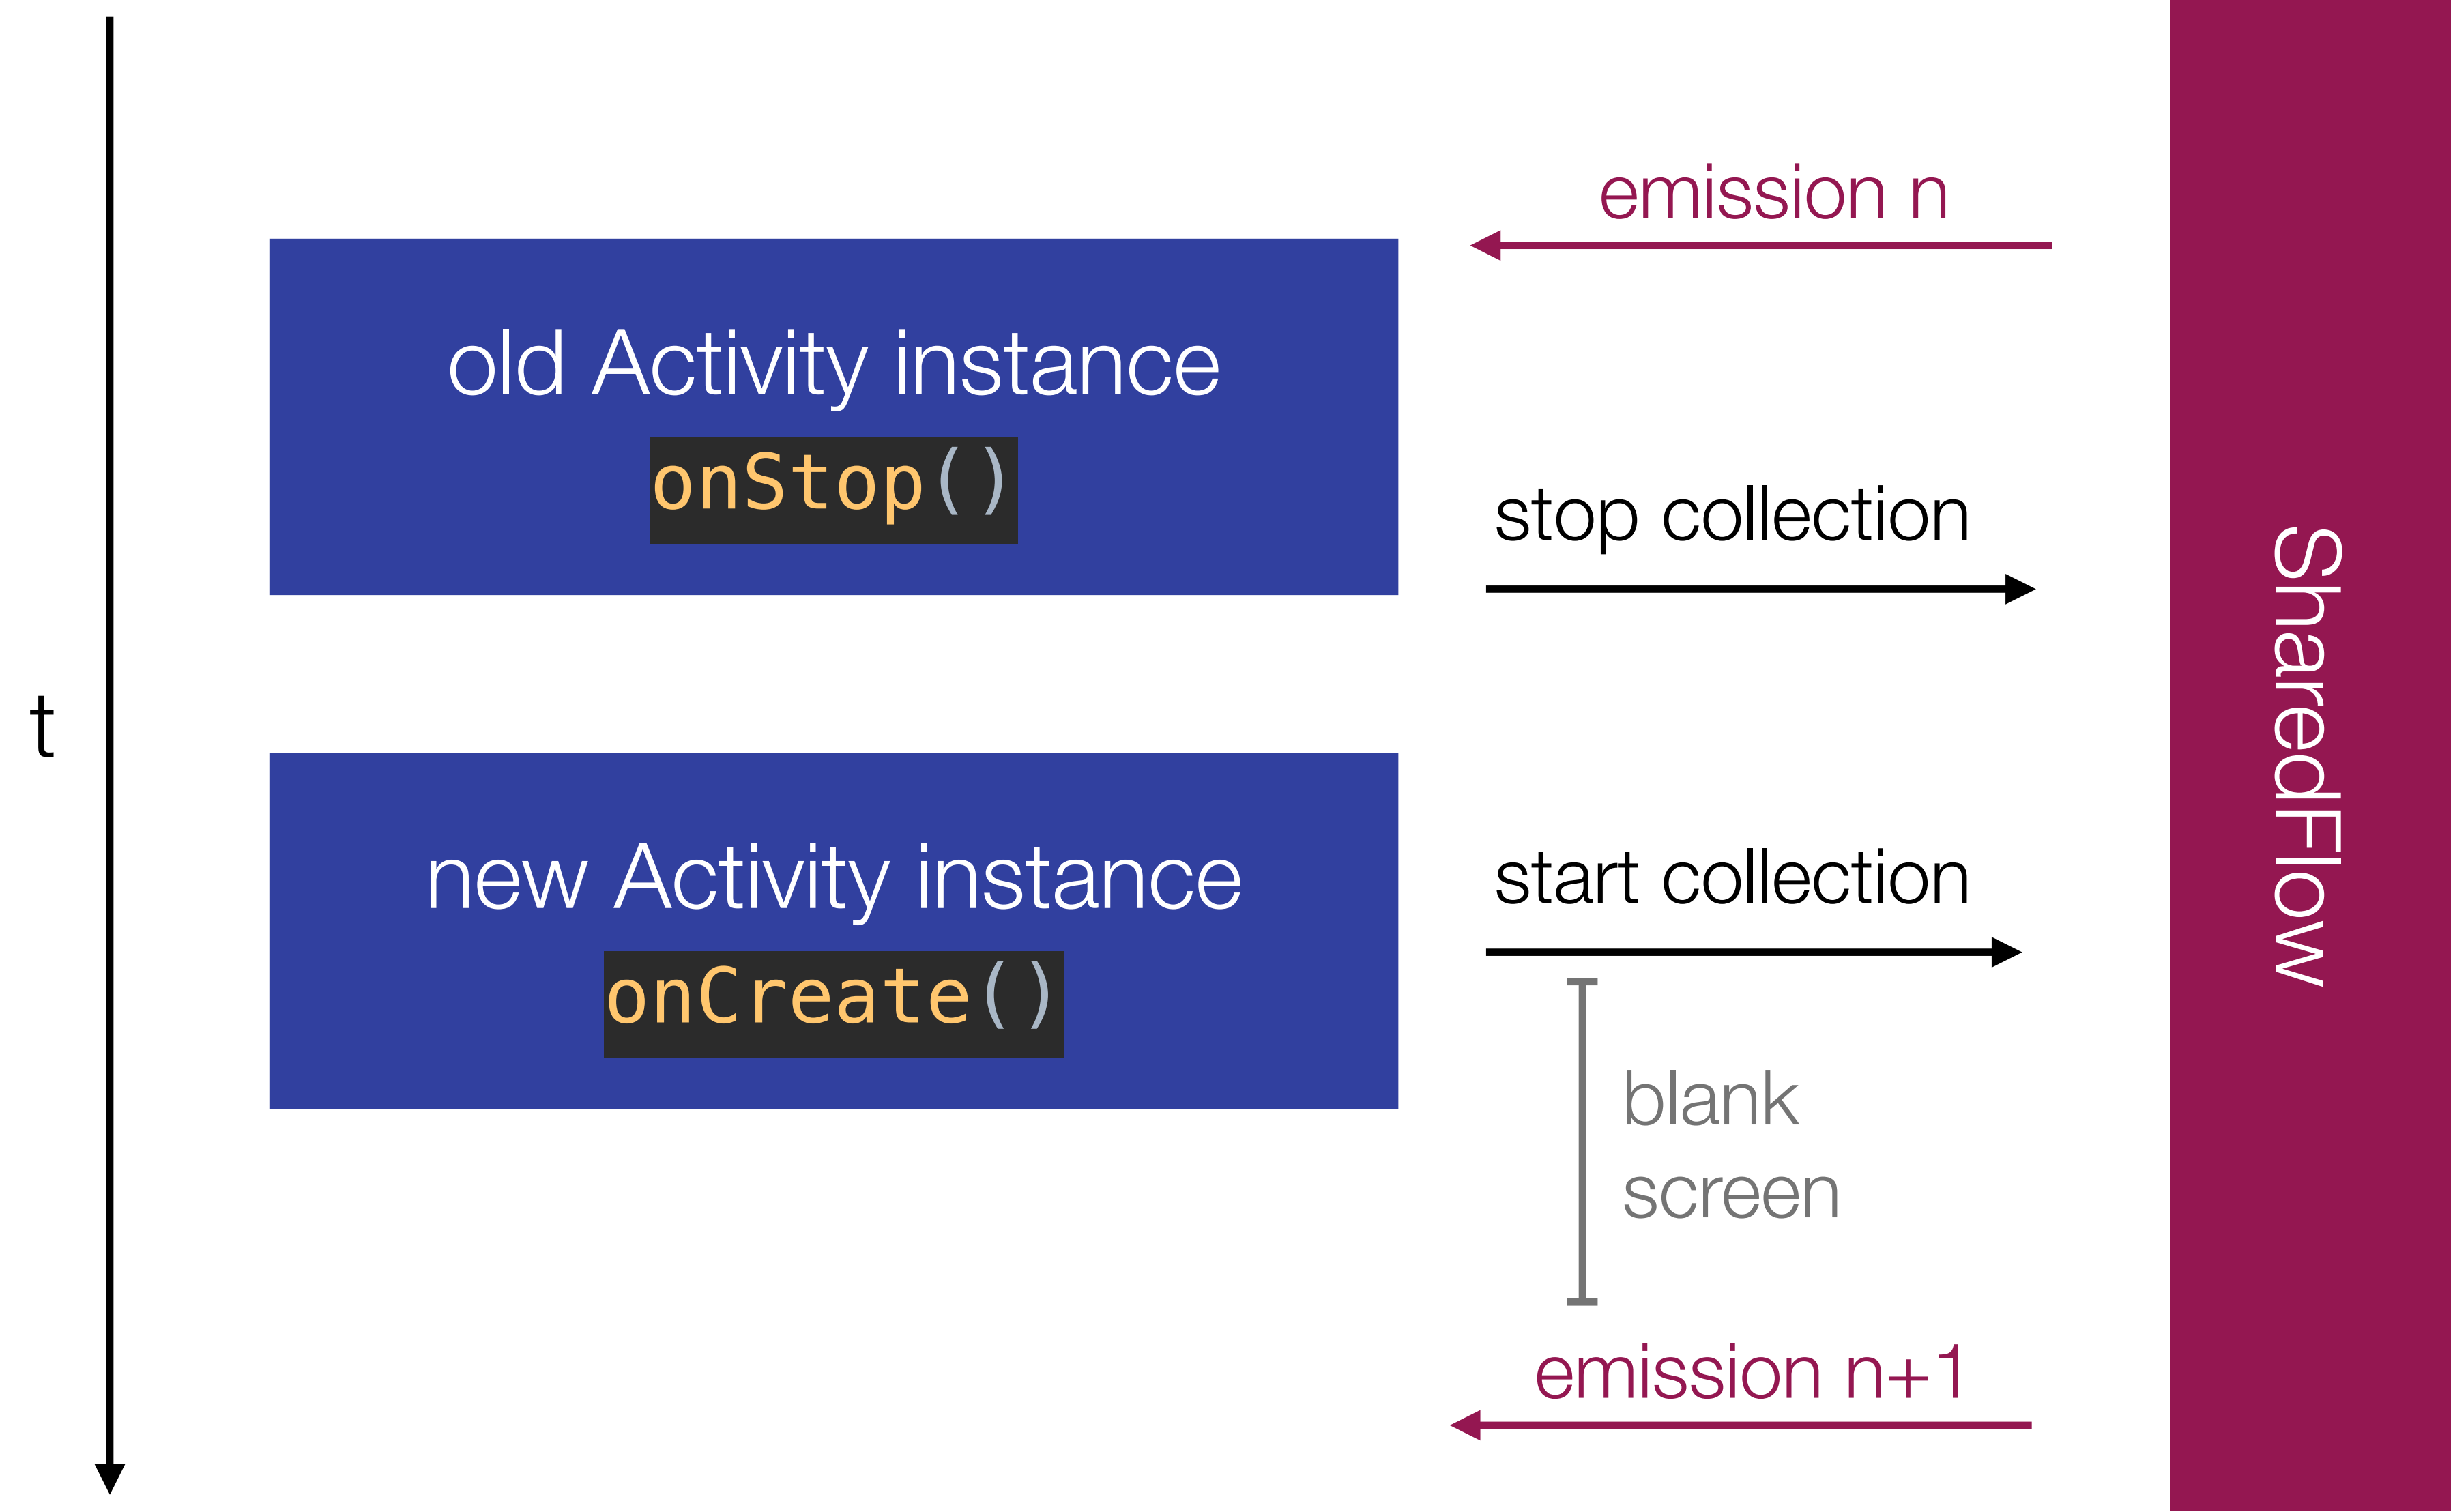 emission n
old Activity instance
onStop()
stop collection
t
SharedFlow
new Activity instance
onCreate()
start collection
blank
screen
emission n+1